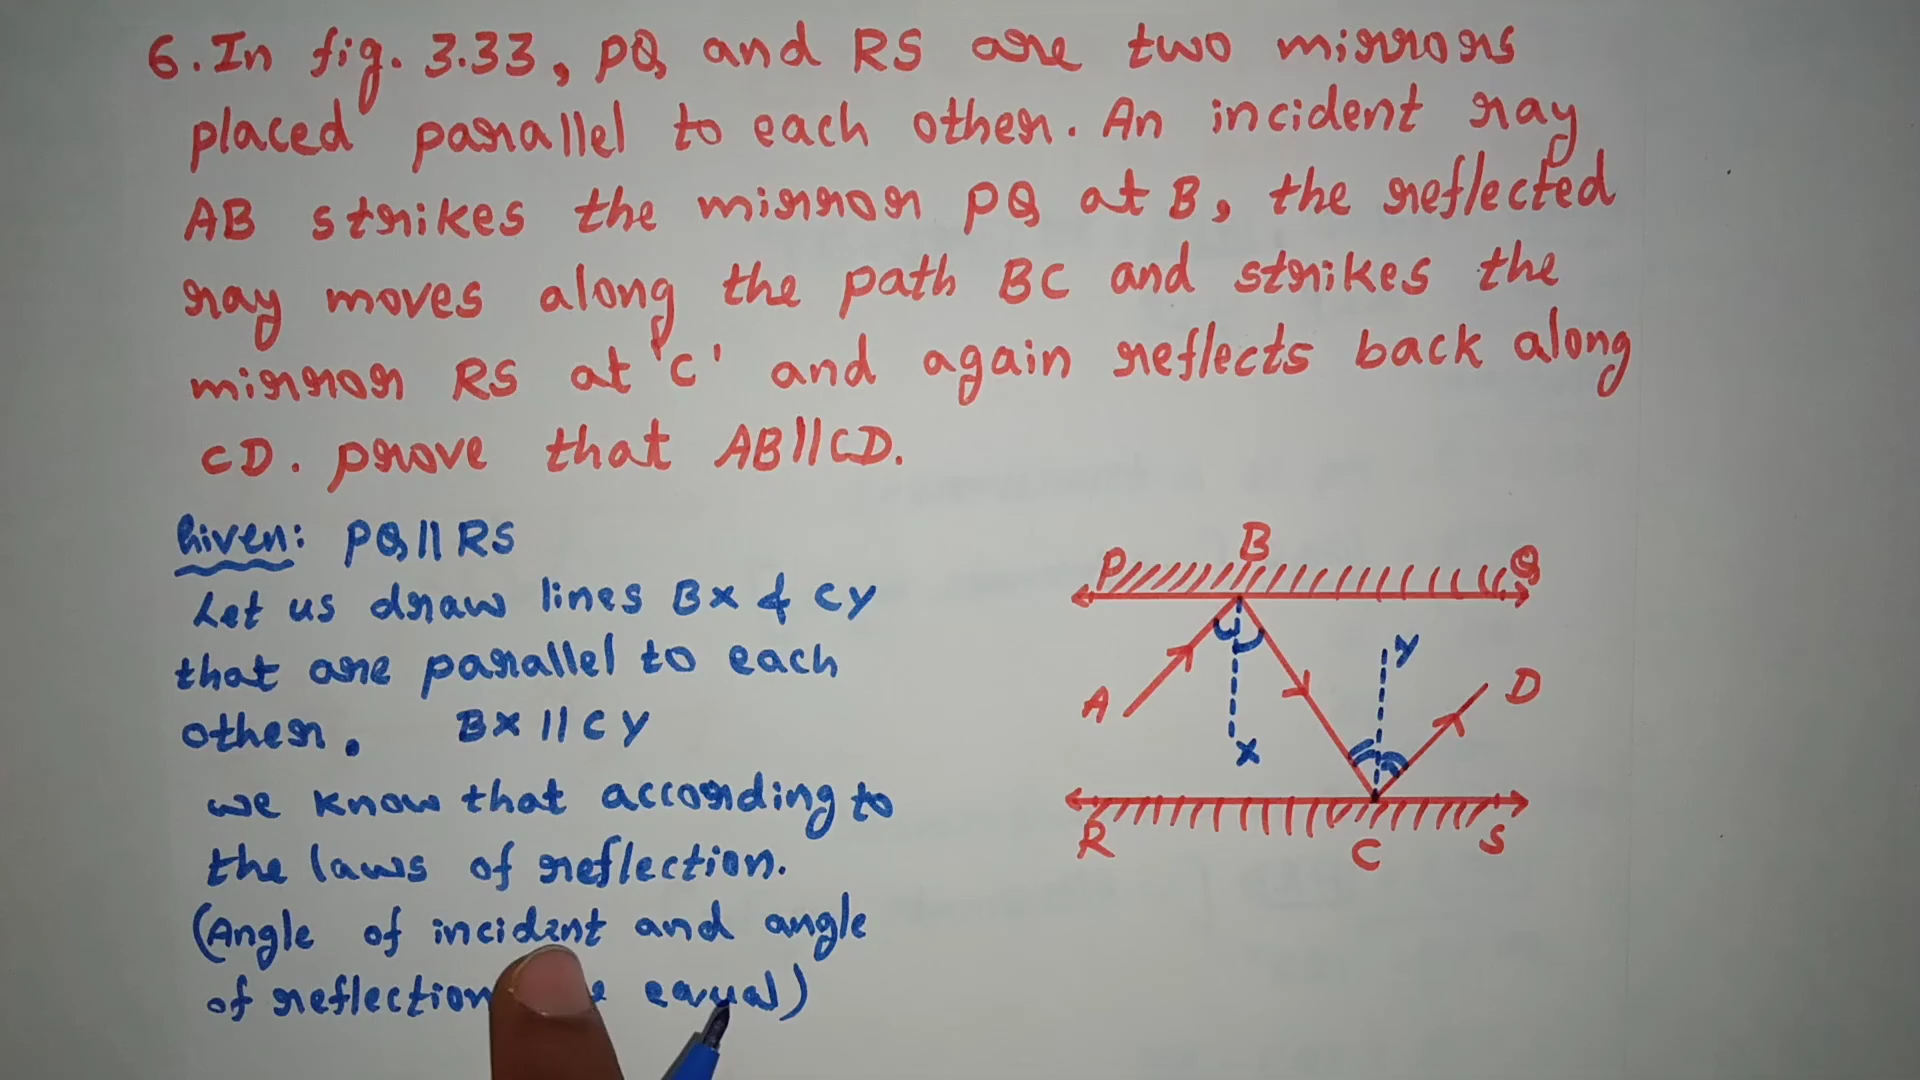 6. In fig. 3.33, PQ and RS are two mirrors
placed parallel to each other. An incident ray
AB strikes the mirror PQ at B, the reflected
ray moves along the path BC and strikes the
mirror RS at 'C' and again reflects back along
CD. prove that AB||CD.
Given: PQ || RS
Let us draw lines BX & CY
that are parallel to each
other. BX || CY
we know that according to
the laws of reflection.
(Angle of incident and angle
of reflection equal)
P B Q
A X Y D
R C S